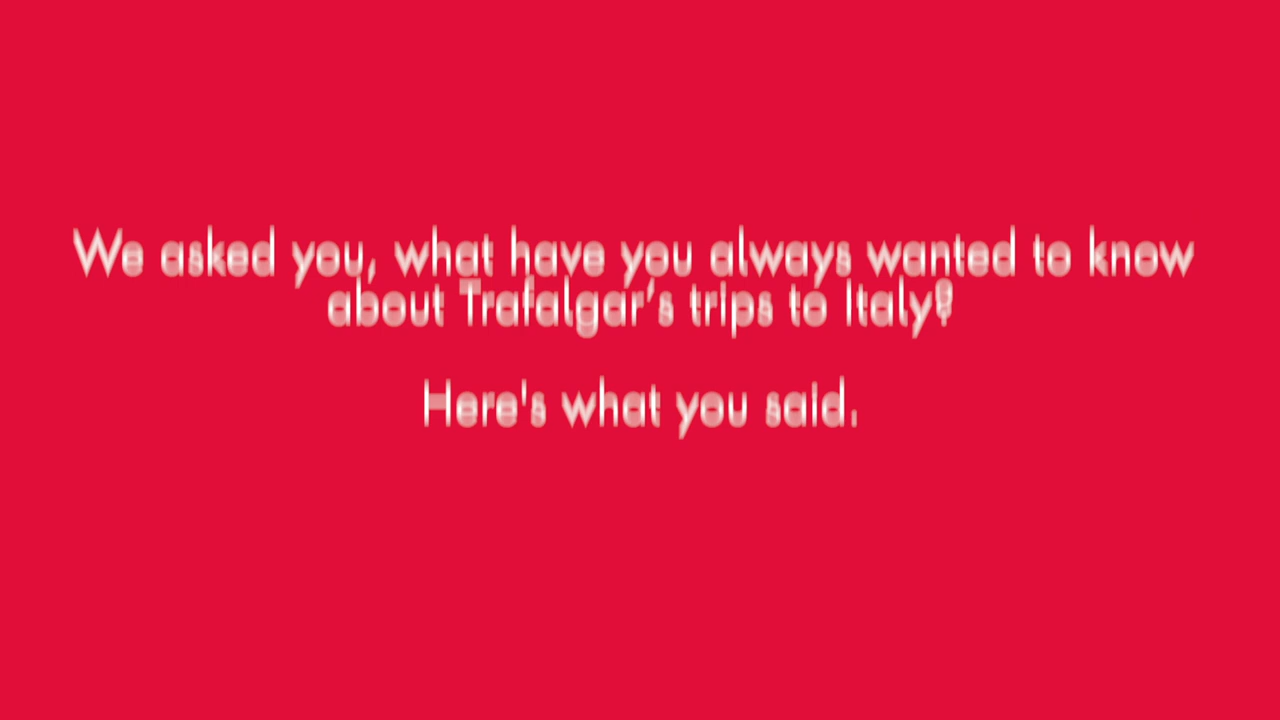 We asked you, what have you always wanted to know
about Trafalgar's trips to Italy?
Here's what you said.